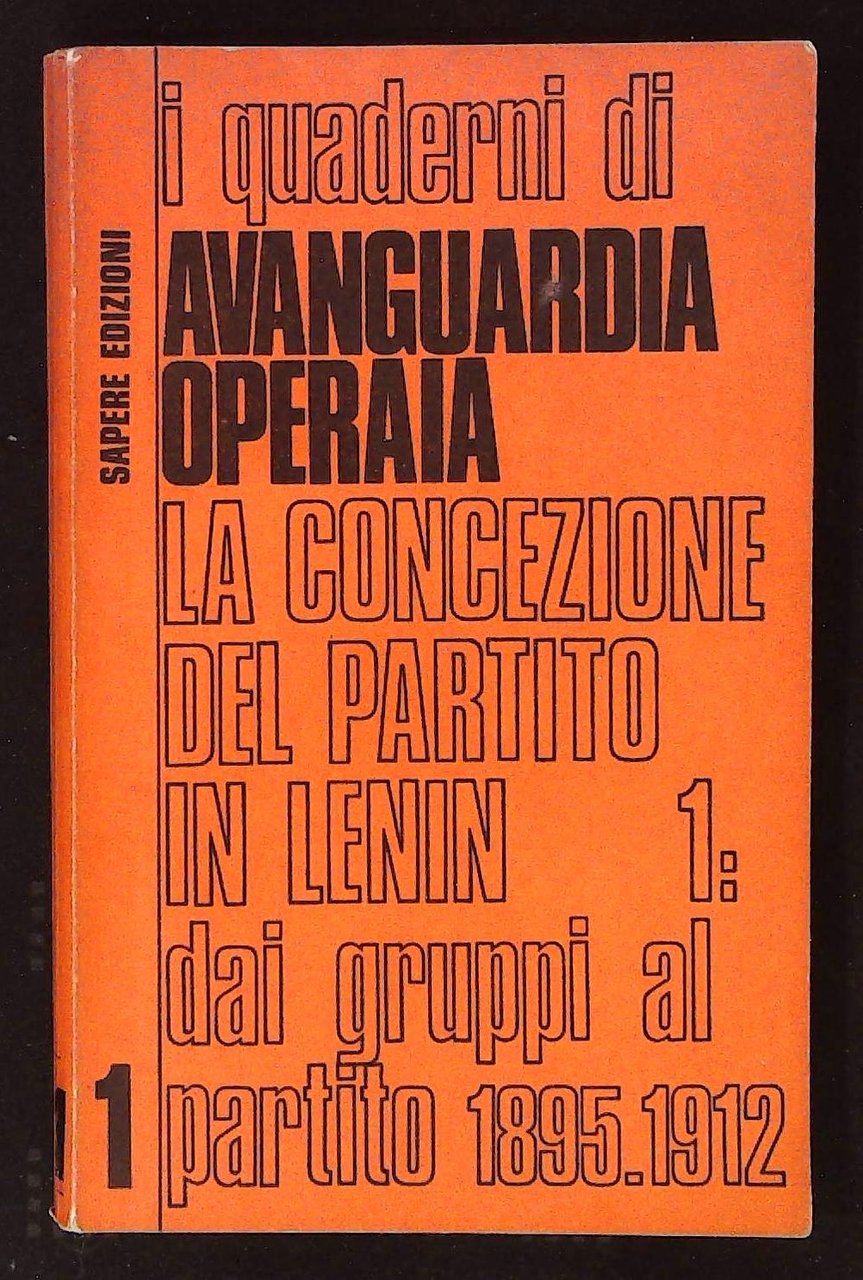 i quaderni di
AVANGUARDIA
OPERAIA
LA CONCEZIONE
DEL PARTITO
IN LENIN 1:
dai gruppi al
partito 1895.1912
SAPERE EDIZIONI
1